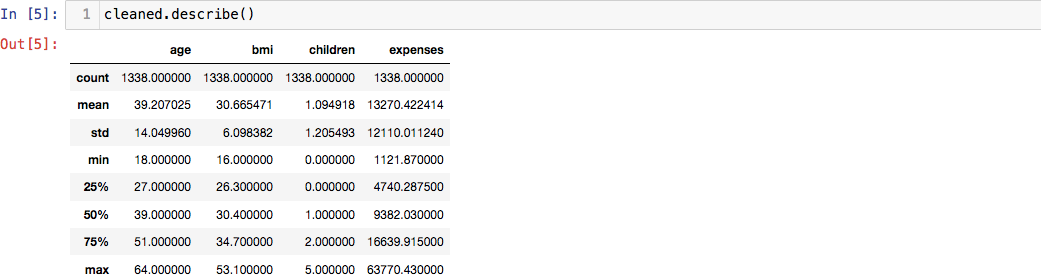 In [5]: 1 cleaned.describe()
Out[5]:
age bmi children expenses
count 1338.000000 1338.000000 1338.000000 1338.000000
mean 39.207025 30.665471 1.094918 13270.422414
std 14.049960 6.098382 1.205493 12110.011240
min 18.000000 16.000000 0.000000 1121.870000
25% 27.000000 26.300000 0.000000 4740.287500
50% 39.000000 30.400000 1.000000 9382.030000
75% 51.000000 34.700000 2.000000 16639.915000
max 64.000000 53.100000 5.000000 63770.430000